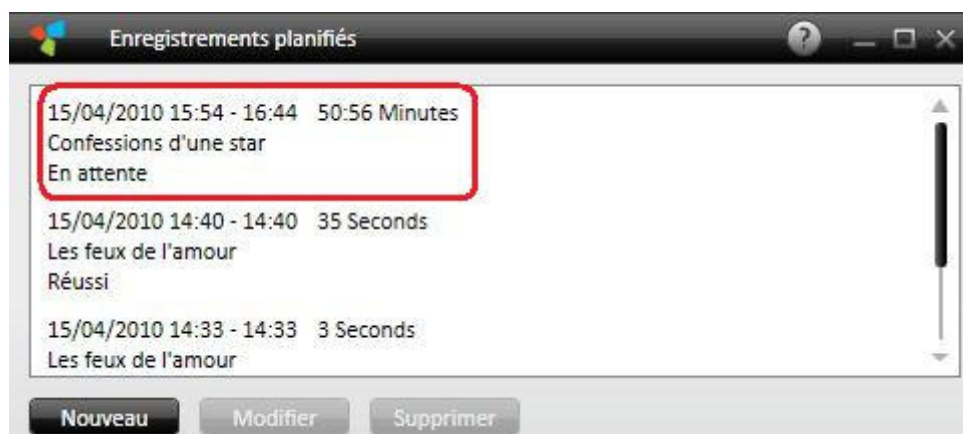 Enregistrements planifiés
?
15/04/2010 15:54 - 16:44 50:56 Minutes
Confessions d'une star
En attente
15/04/2010 14:40 - 14:40 35 Seconds
Les feux de l'amour
Réussi
15/04/2010 14:33 - 14:33 3 Seconds
Les feux de l'amour
Nouveau Modifier Supprimer